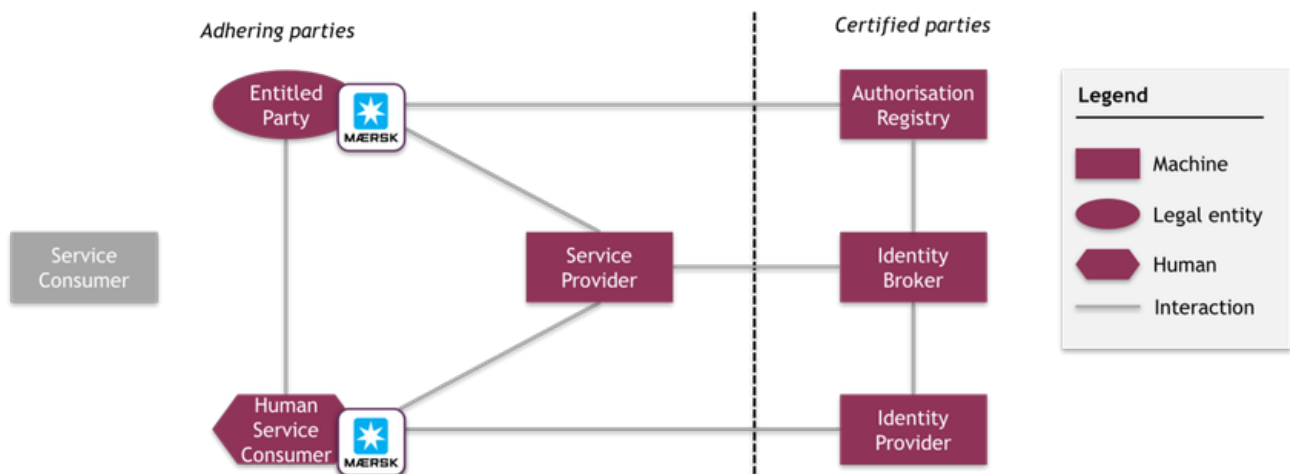 Adhering parties
Certified parties
Entitled
Party
MÆRSK
Authorisation
Registry
Legend
Machine
Legal entity
Human
Interaction
Service
Consumer
Service
Provider
Identity
Broker
Human
Service
Consumer
MÆRSK
Identity
Provider